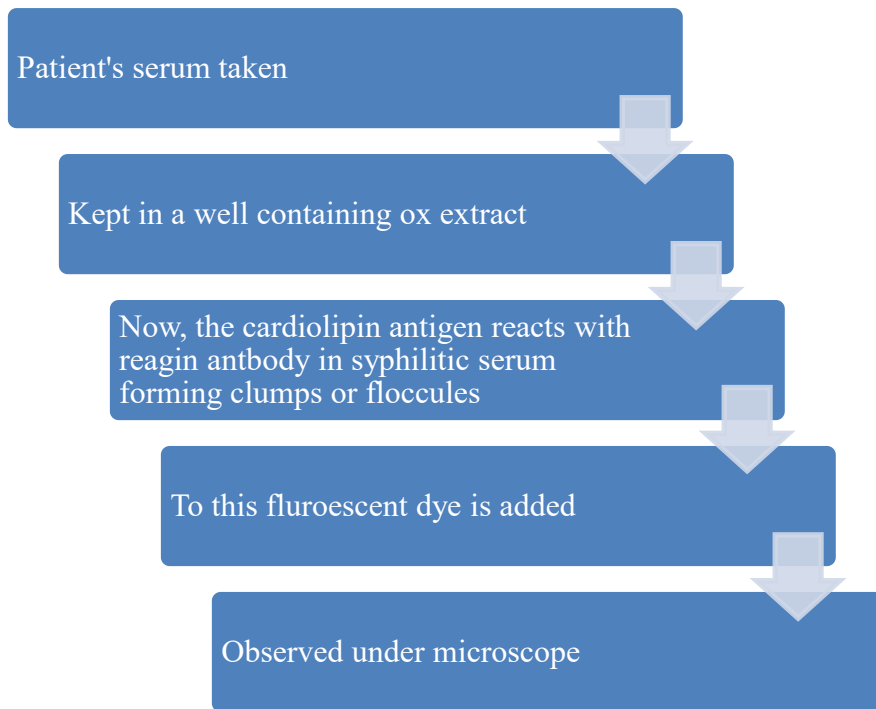 Patient's serum taken
Kept in a well containing ox extract
Now, the cardiolipin antigen reacts with
reagin antbody in syphilitic serum
forming clumps or floccules
To this fluroescent dye is added
Observed under microscope